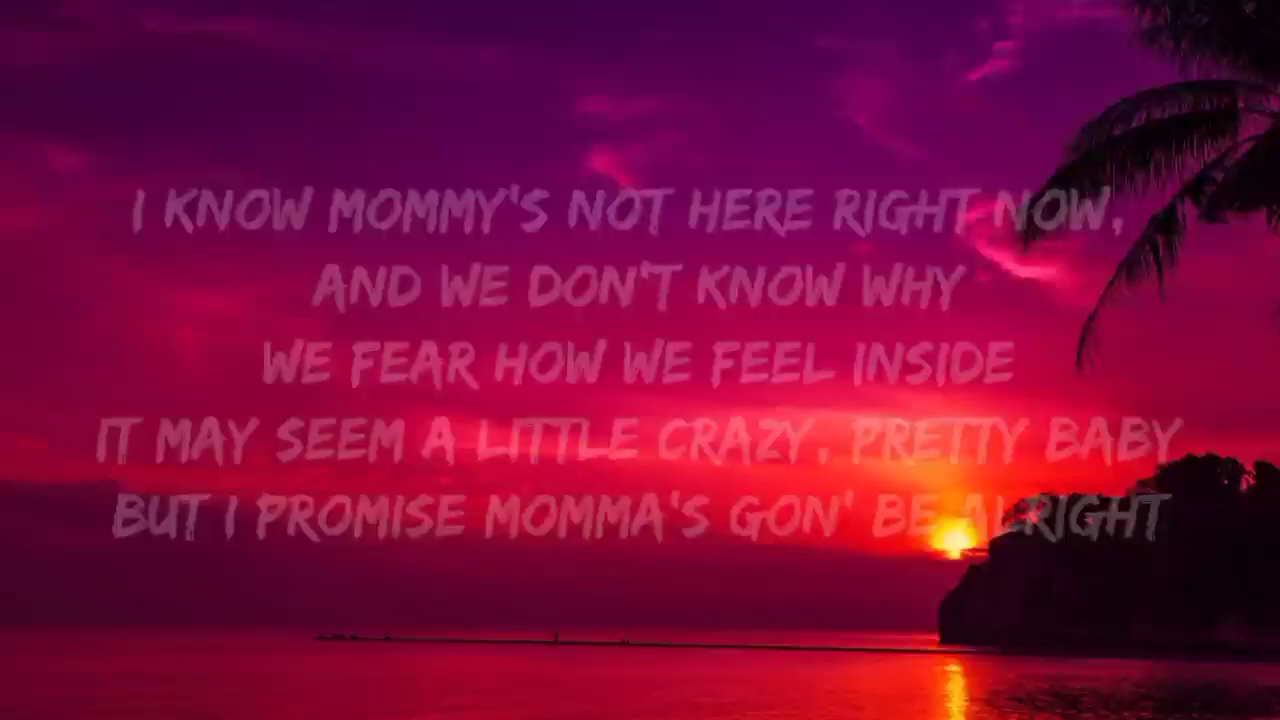 I KNOW MOMMY'S NOT HERE RIGHT NOW,
AND WE DON'T KNOW WHY
WE FEAR HOW WE FEEL INSIDE
IT MAY SEEM A LITTLE CRAZY, PRETTY BABY
BUT I PROMISE MOMMA'S GON' BE ALRIGHT